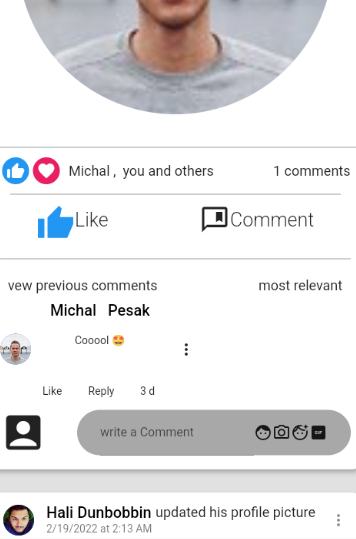 Michal , you and others 1 comments
Like Comment
vew previous comments most relevant
Michal Pesak
Cooool 🤩
Like Reply 3 d
write a Comment GIF
Hali Dunbobbin updated his profile picture
2/19/2022 at 2:13 AM